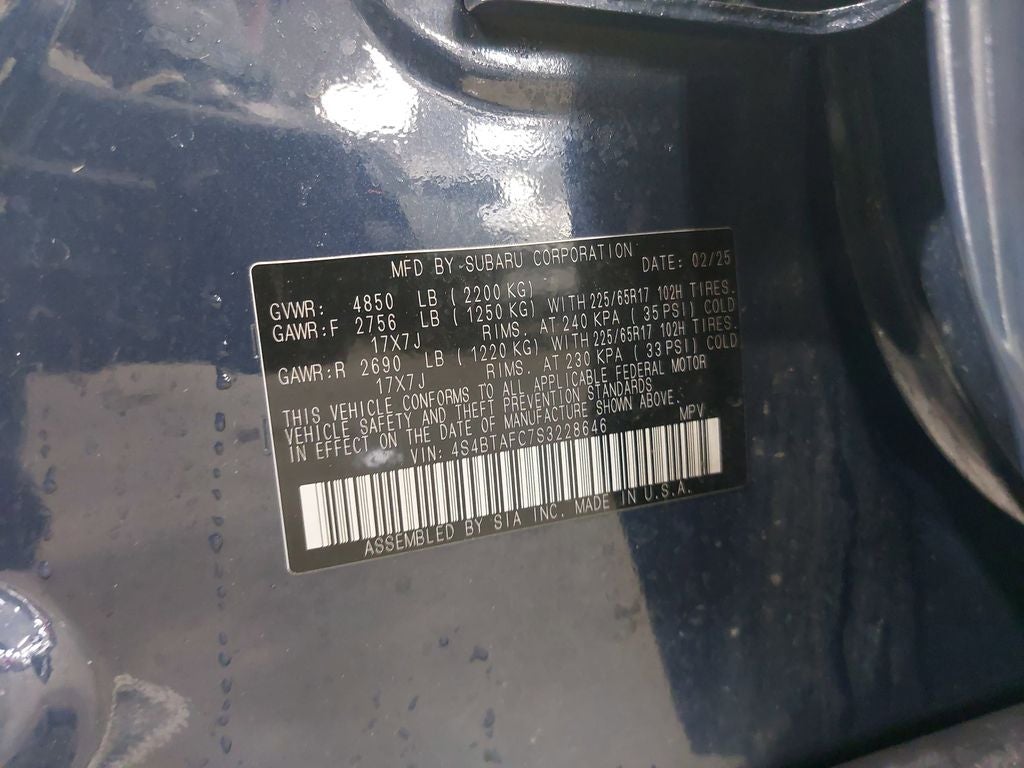 MFD BY SUBARU CORPORATION DATE: 02/25
GVWR: 4850 LB (2200 KG)
GAWR:F 2756 LB (1250 KG) WITH 225/65R17 102H TIRES.
17X7J RIMS. AT 240 KPA (35 PSI) COLD
GAWR:R 2690 LB (1220 KG) WITH 225/65R17 102H TIRES.
17X7J RIMS. AT 230 KPA (33 PSI) COLD
THIS VEHICLE CONFORMS TO ALL APPLICABLE FEDERAL MOTOR
VEHICLE SAFETY AND THEFT PREVENTION STANDARDS
IN EFFECT ON THE DATE OF MANUFACTURE SHOWN ABOVE.
VIN: 4S4BTAFC7S3228646 MPV
ASSEMBLED BY SIA INC. MADE IN U.S.A.